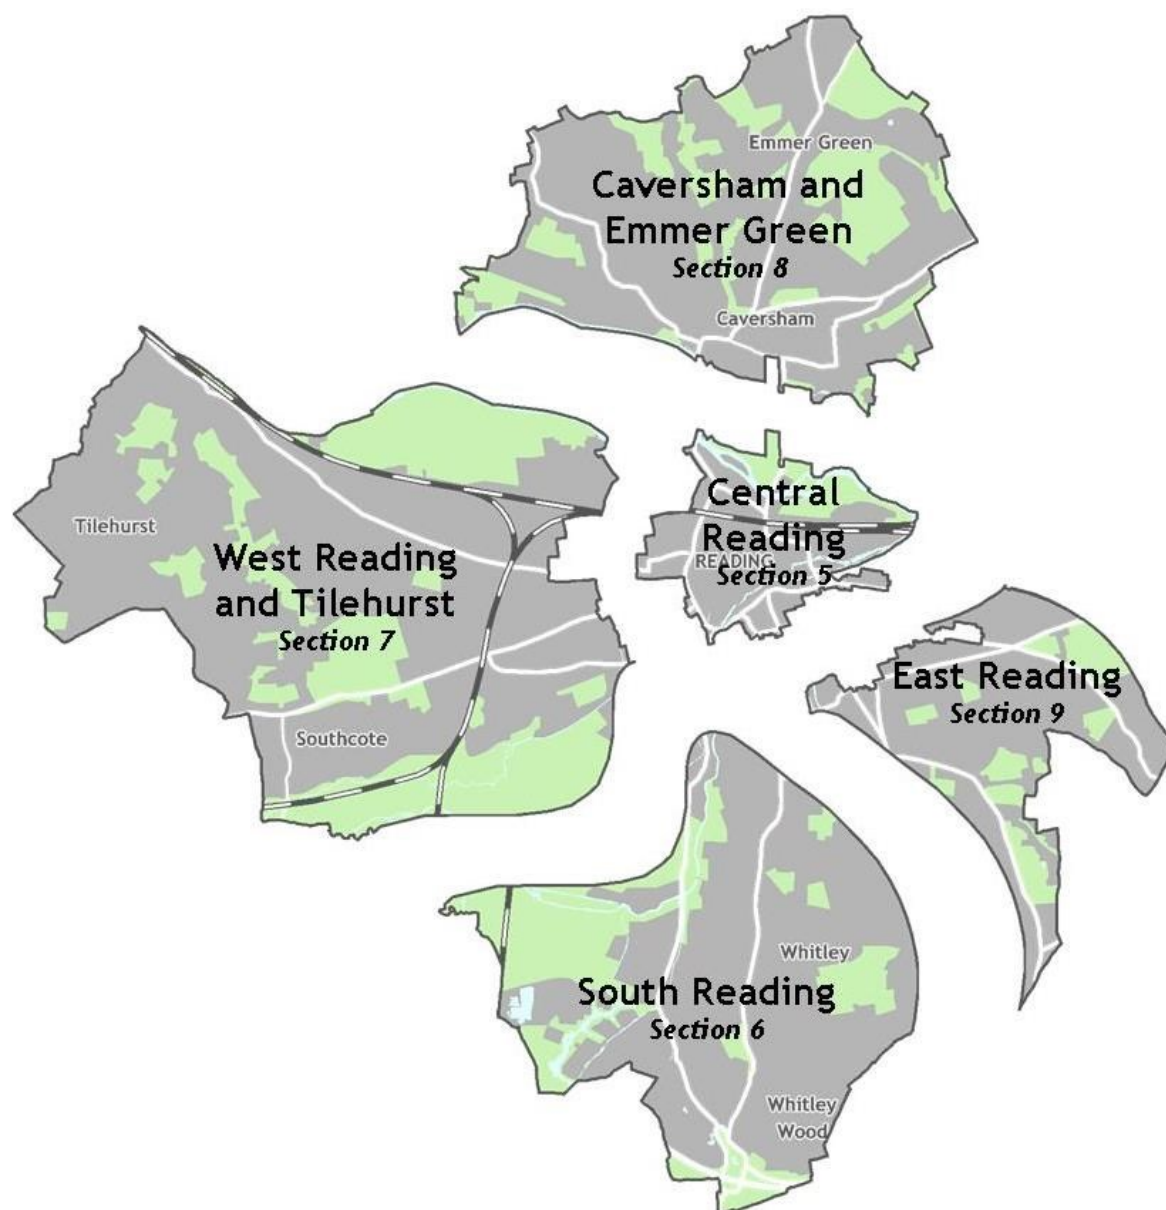 Emmer Green
Caversham and
Emmer Green
Section 8
Caversham
Tilehurst
West Reading
and Tilehurst
Section 7
Southcote
Central
Reading
READING
Section 5
East Reading
Section 9
Whitley
South Reading
Section 6
Whitley
Wood